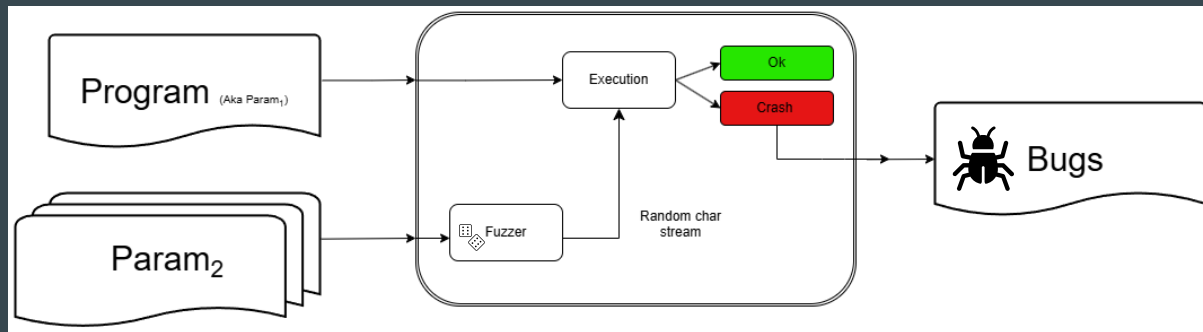 Program (Aka Param₁)
Execution
Ok
Crash
Bugs
Param₂
Fuzzer
Random char
stream